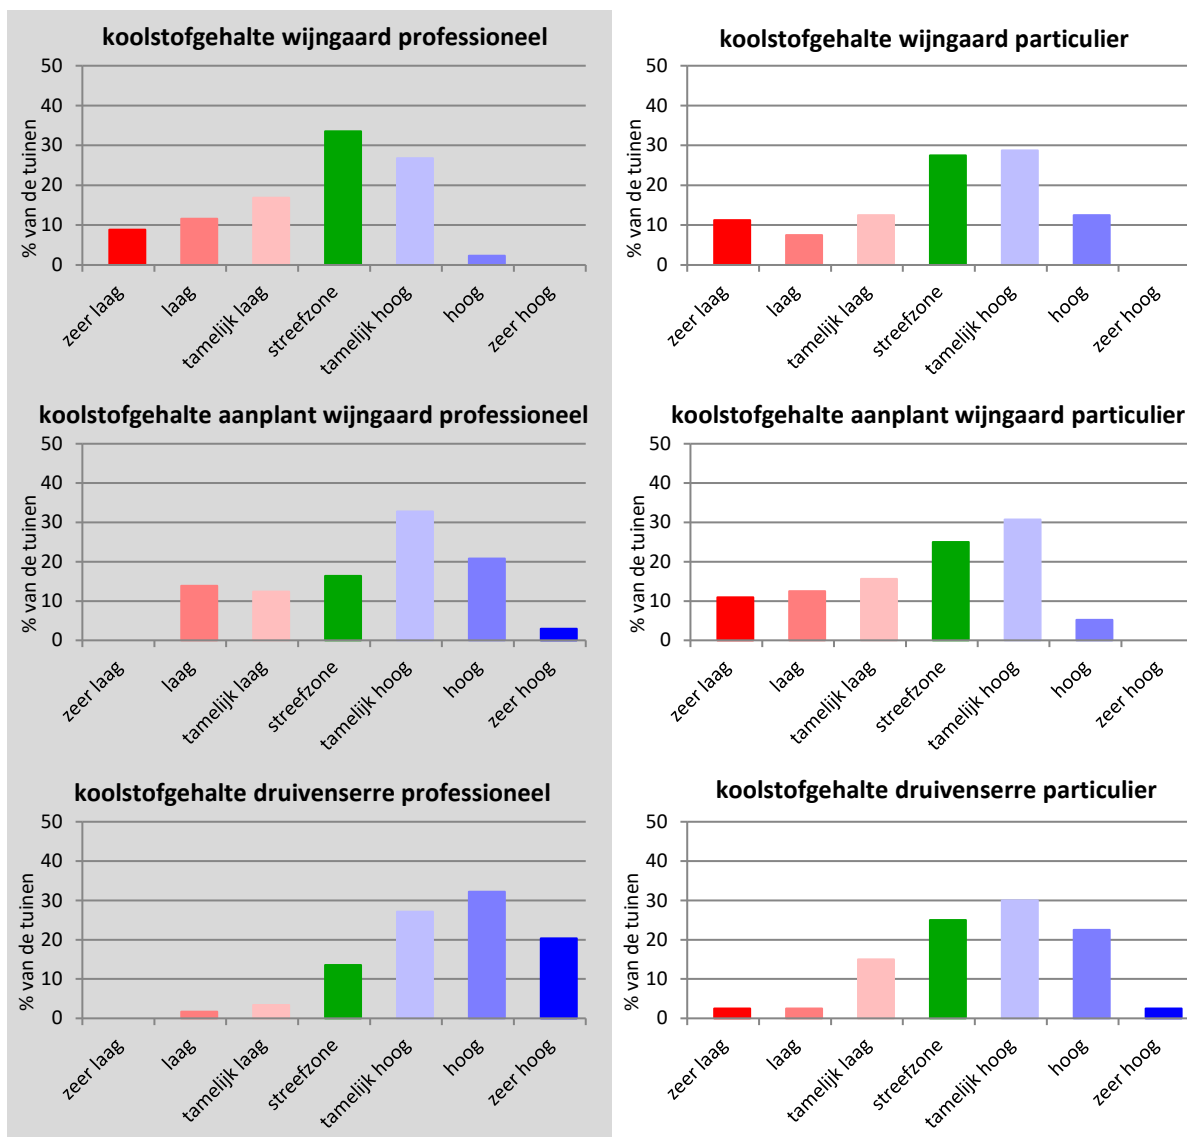 koolstofgehalte wijngaard professioneel
50
40
30
20
10
0
% van de tuinen
zeer laag
laag
tamelijk laag
streefzone
tamelijk hoog
hoog
zeer hoog
koolstofgehalte wijngaard particulier
50
40
30
20
10
0
% van de tuinen
zeer laag
laag
tamelijk laag
streefzone
tamelijk hoog
hoog
zeer hoog
koolstofgehalte aanplant wijngaard professioneel
50
40
30
20
10
0
% van de tuinen
zeer laag
laag
tamelijk laag
streefzone
tamelijk hoog
hoog
zeer hoog
koolstofgehalte aanplant wijngaard particulier
50
40
30
20
10
0
% van de tuinen
zeer laag
laag
tamelijk laag
streefzone
tamelijk hoog
hoog
zeer hoog
koolstofgehalte druivenserre professioneel
50
40
30
20
10
0
% van de tuinen
zeer laag
laag
tamelijk laag
streefzone
tamelijk hoog
hoog
zeer hoog
koolstofgehalte druivenserre particulier
50
40
30
20
10
0
% van de tuinen
zeer laag
laag
tamelijk laag
streefzone
tamelijk hoog
hoog
zeer hoog